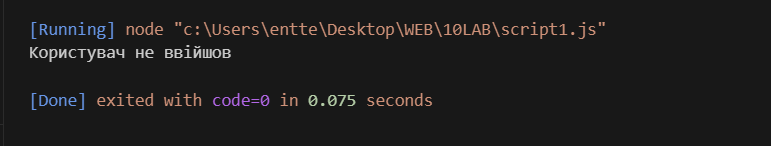 [Running] node "c:\Users\entte\Desktop\WEB\10LAB\script1.js"
Користувач не ввійшов
[Done] exited with code=0 in 0.075 seconds